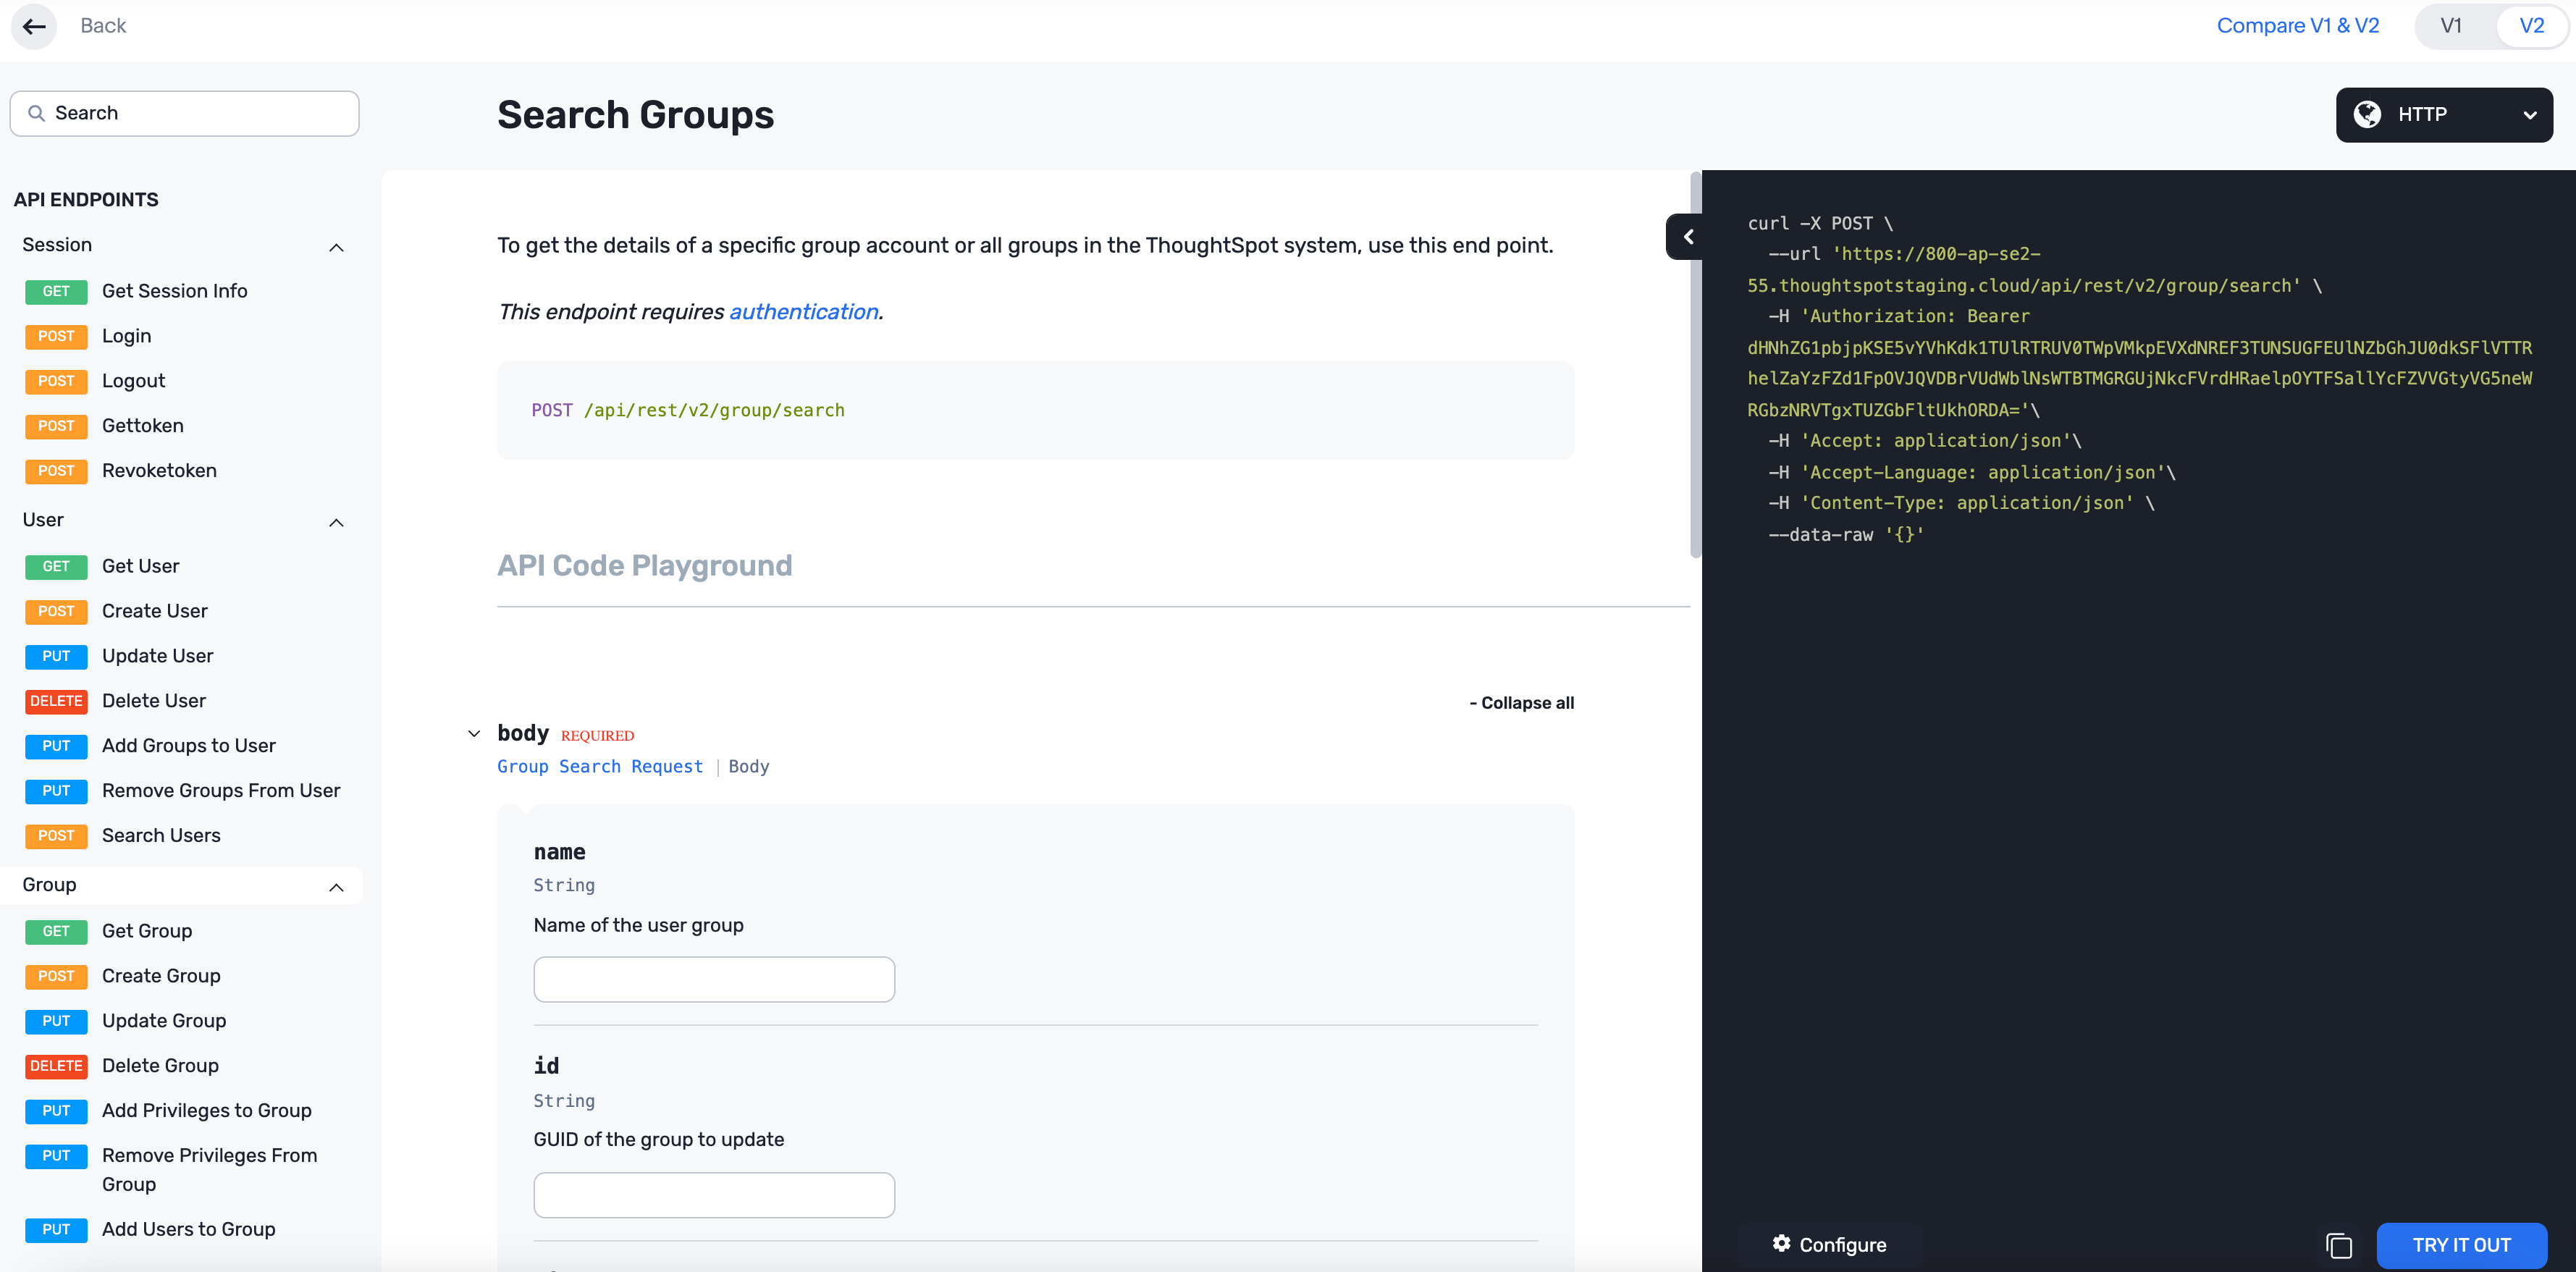 Back
Compare V1 & V2
V1
V2
Search
Search Groups
HTTP
API ENDPOINTS
Session
GET Get Session Info
POST Login
POST Logout
POST Gettoken
POST Revoketoken
User
GET Get User
POST Create User
PUT Update User
DELETE Delete User
PUT Add Groups to User
PUT Remove Groups From User
POST Search Users
Group
GET Get Group
POST Create Group
PUT Update Group
DELETE Delete Group
PUT Add Privileges to Group
PUT Remove Privileges From
Group
PUT Add Users to Group
To get the details of a specific group account or all groups in the ThoughtSpot system, use this end point.
This endpoint requires authentication.
POST /api/rest/v2/group/search
API Code Playground
- Collapse all
body REQUIRED
Group Search Request | Body
name
String
Name of the user group
id
String
GUID of the group to update
curl -X POST \
--url 'https://800-ap-se2-
55.thoughtspotstaging.cloud/api/rest/v2/group/search' \
-H 'Authorization: Bearer
dHNhZG1pbjpKSE5vYVhKdk1TUlRTRUV0TWpVMkpEVXdNREF3TUNSUGFEUlNZbGhJU0dkSFlVTTR
helZaYzFZd1FpOVJQVDBrVUdWblNsWTBTMGRGUjNkcFVrdHRaelpOYTFSallYcFZVVGtyVG5neW
RGbzNRVTgxTUZGbFltUkhORDA='\
-H 'Accept: application/json'\
-H 'Accept-Language: application/json'\
-H 'Content-Type: application/json' \
--data-raw '{}'
Configure
TRY IT OUT